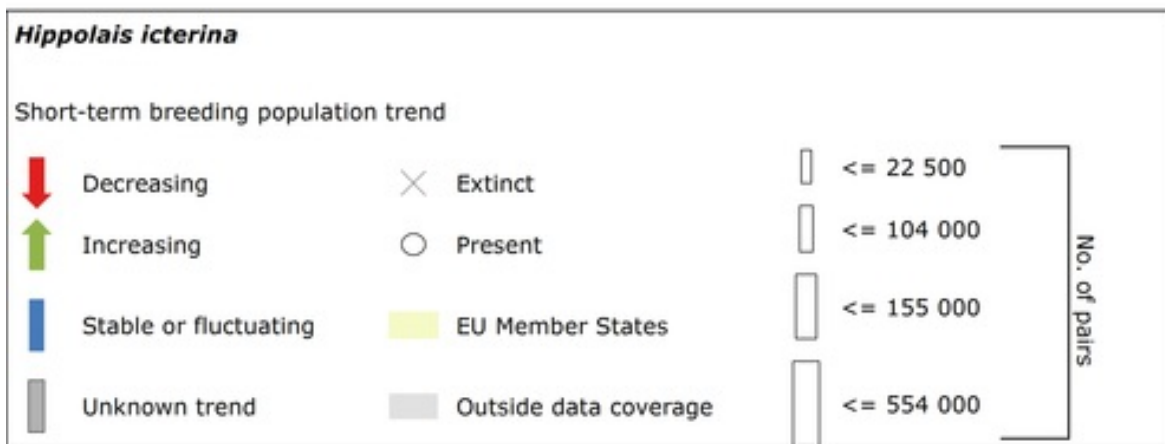 Hippolais icterina
Short-term breeding population trend
Decreasing
Increasing
Stable or fluctuating
Unknown trend
Extinct
Present
EU Member States
Outside data coverage
<= 22 500
<= 104 000
<= 155 000
<= 554 000
No. of pairs